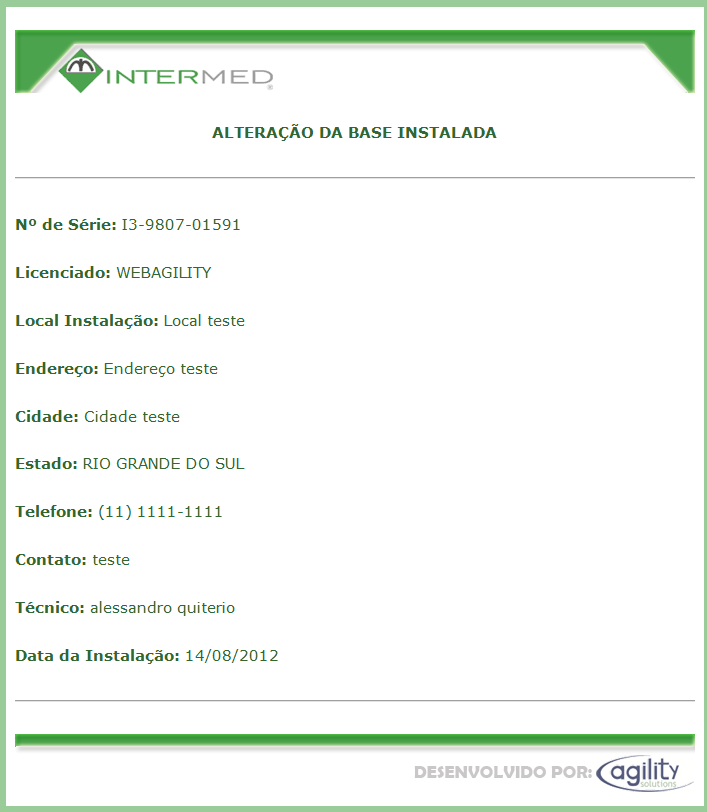 INTERMED®
ALTERAÇÃO DA BASE INSTALADA
Nº de Série: I3-9807-01591
Licenciado: WEBAGILITY
Local Instalação: Local teste
Endereço: Endereço teste
Cidade: Cidade teste
Estado: RIO GRANDE DO SUL
Telefone: (11) 1111-1111
Contato: teste
Técnico: alessandro quiterio
Data da Instalação: 14/08/2012
DESENVOLVIDO POR: agility
solutions